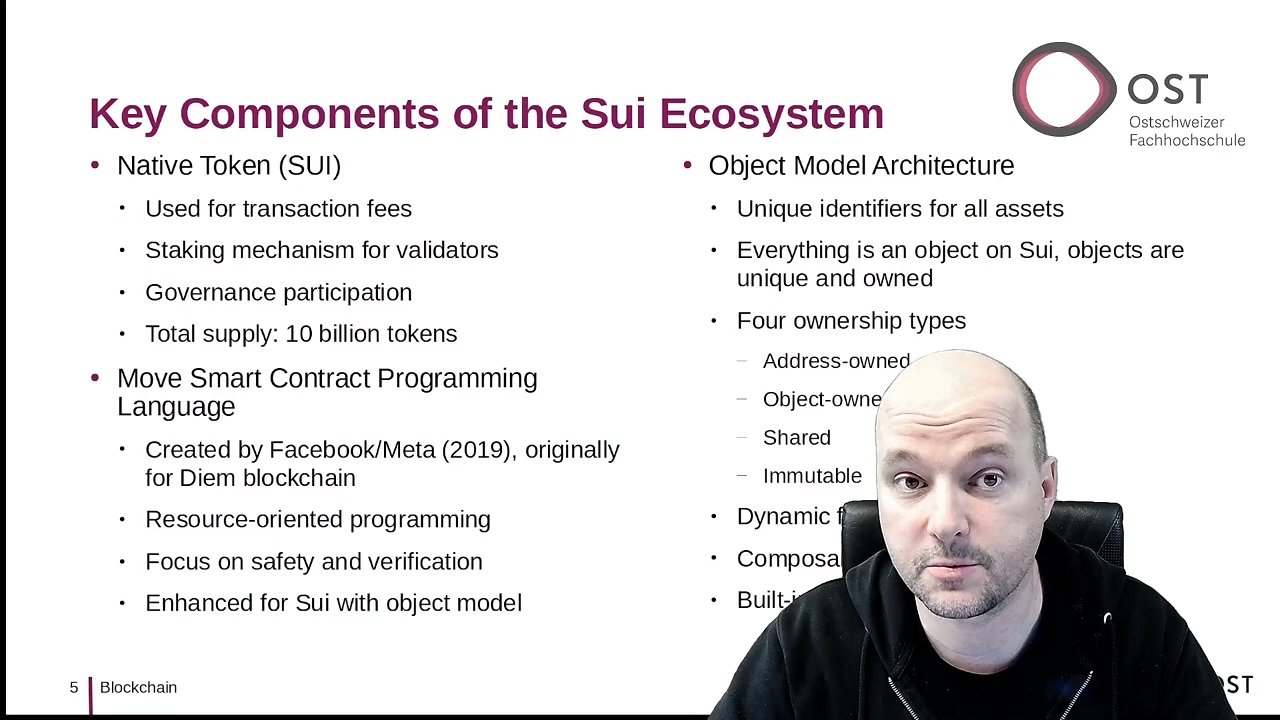 OST
Ostschweizer
Fachhochschule
Key Components of the Sui Ecosystem
Native Token (SUI)
Used for transaction fees
Staking mechanism for validators
Governance participation
Total supply: 10 billion tokens
Move Smart Contract Programming
Language
Created by Facebook/Meta (2019), originally
for Diem blockchain
Resource-oriented programming
Focus on safety and verification
Enhanced for Sui with object model
Object Model Architecture
Unique identifiers for all assets
Everything is an object on Sui, objects are
unique and owned
Four ownership types
Address-owned
Shared
Immutable
Dynamic
5 Blockchain